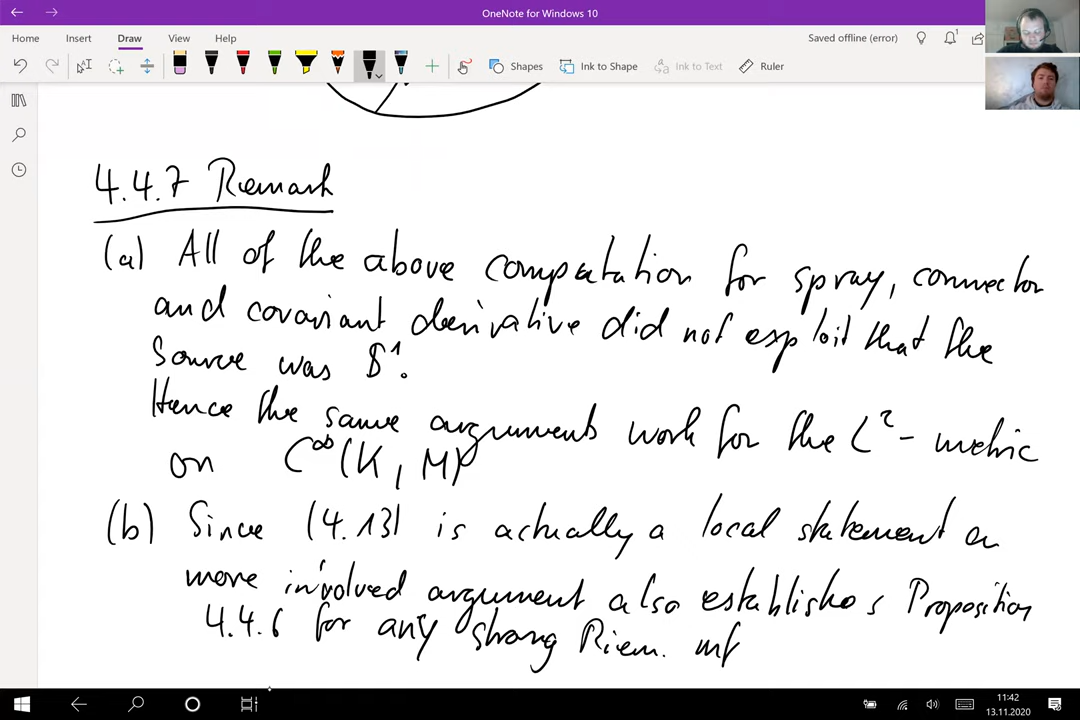 OneNote for Windows 10
Home Insert Draw View Help Saved offline (error)
Shapes Ink to Shape Ink to Text Ruler
4.4.7 Remark
(a) All of the above computation for spray, connector
and covariant derivative did not exploit that the
Source was S¹.
Hence the same arguments work for the L²-metric
on C∞(K, M)
(b) Since (4.13) is actually a local statement a
more involved argument also establishes Proposition
4.4.6 for any strong Riem. mf
11:42
13.11.2020